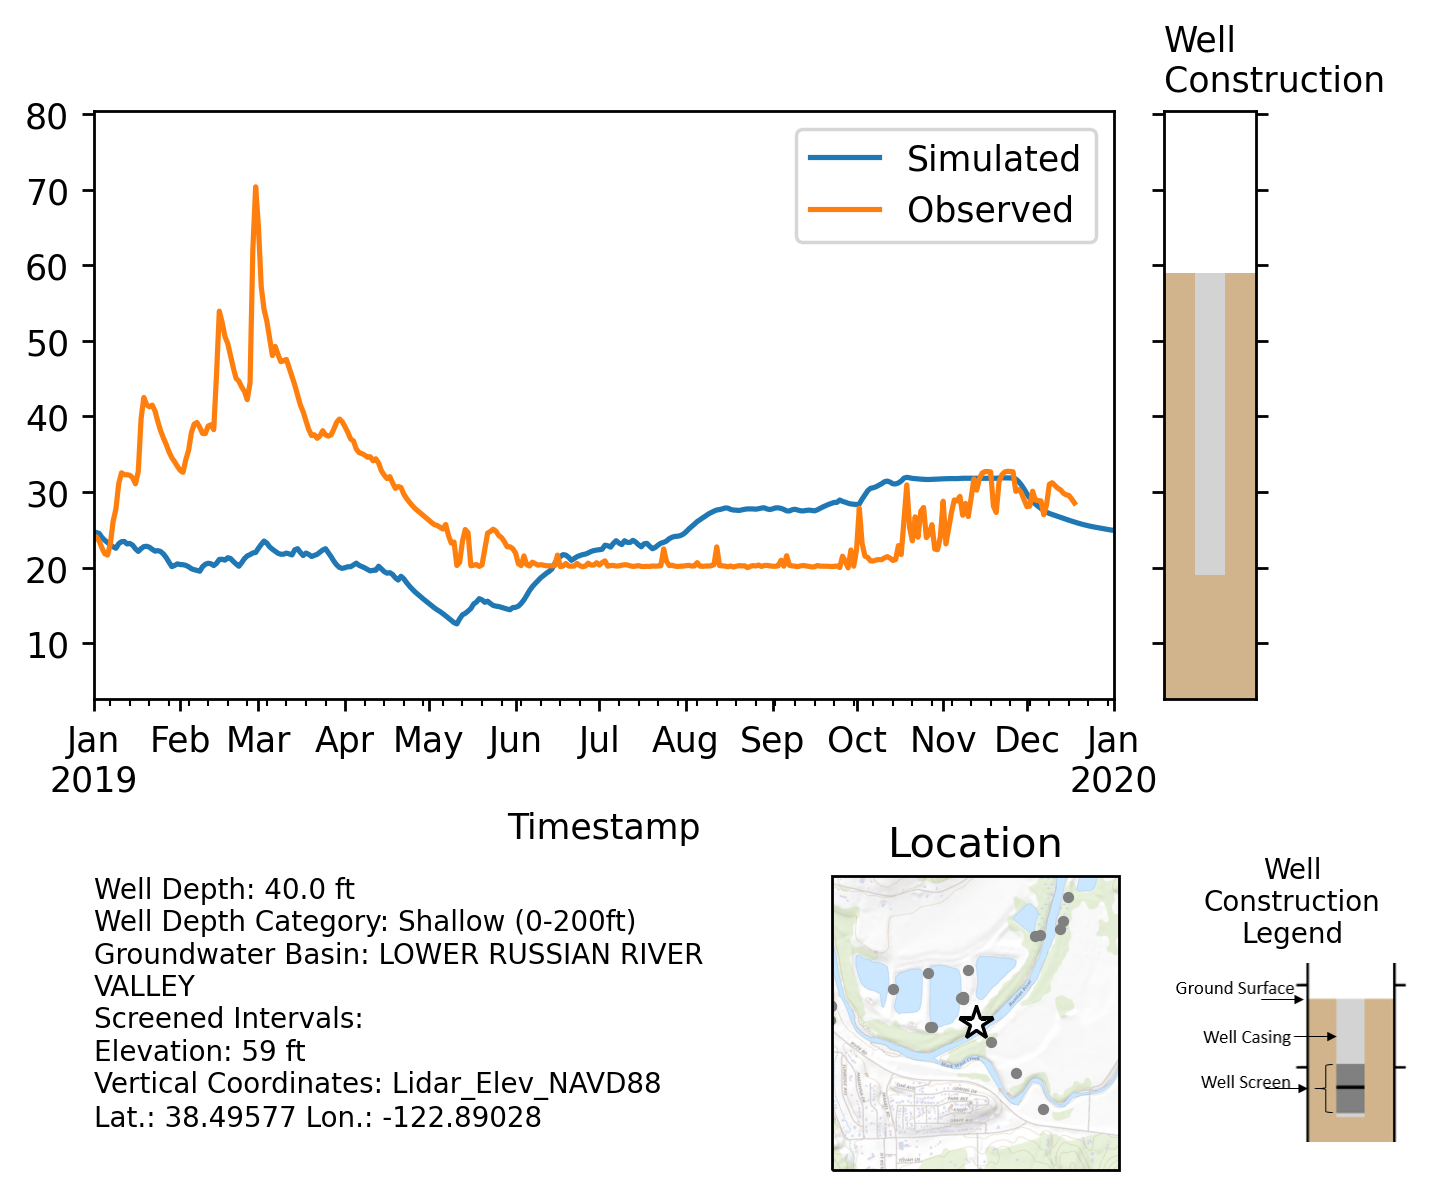 Well
Construction
80
70
60
50
40
30
20
10
Simulated
Observed
Jan Feb Mar Apr May Jun Jul Aug Sep Oct Nov Dec Jan
2019 2020
Timestamp
Well Depth: 40.0 ft
Well Depth Category: Shallow (0-200ft)
Groundwater Basin: LOWER RUSSIAN RIVER
VALLEY
Screened Intervals:
Elevation: 59 ft
Vertical Coordinates: Lidar_Elev_NAVD88
Lat.: 38.49577 Lon.: -122.89028
Location
Well
Construction
Legend
Ground Surface
Well Casing
Well Screen